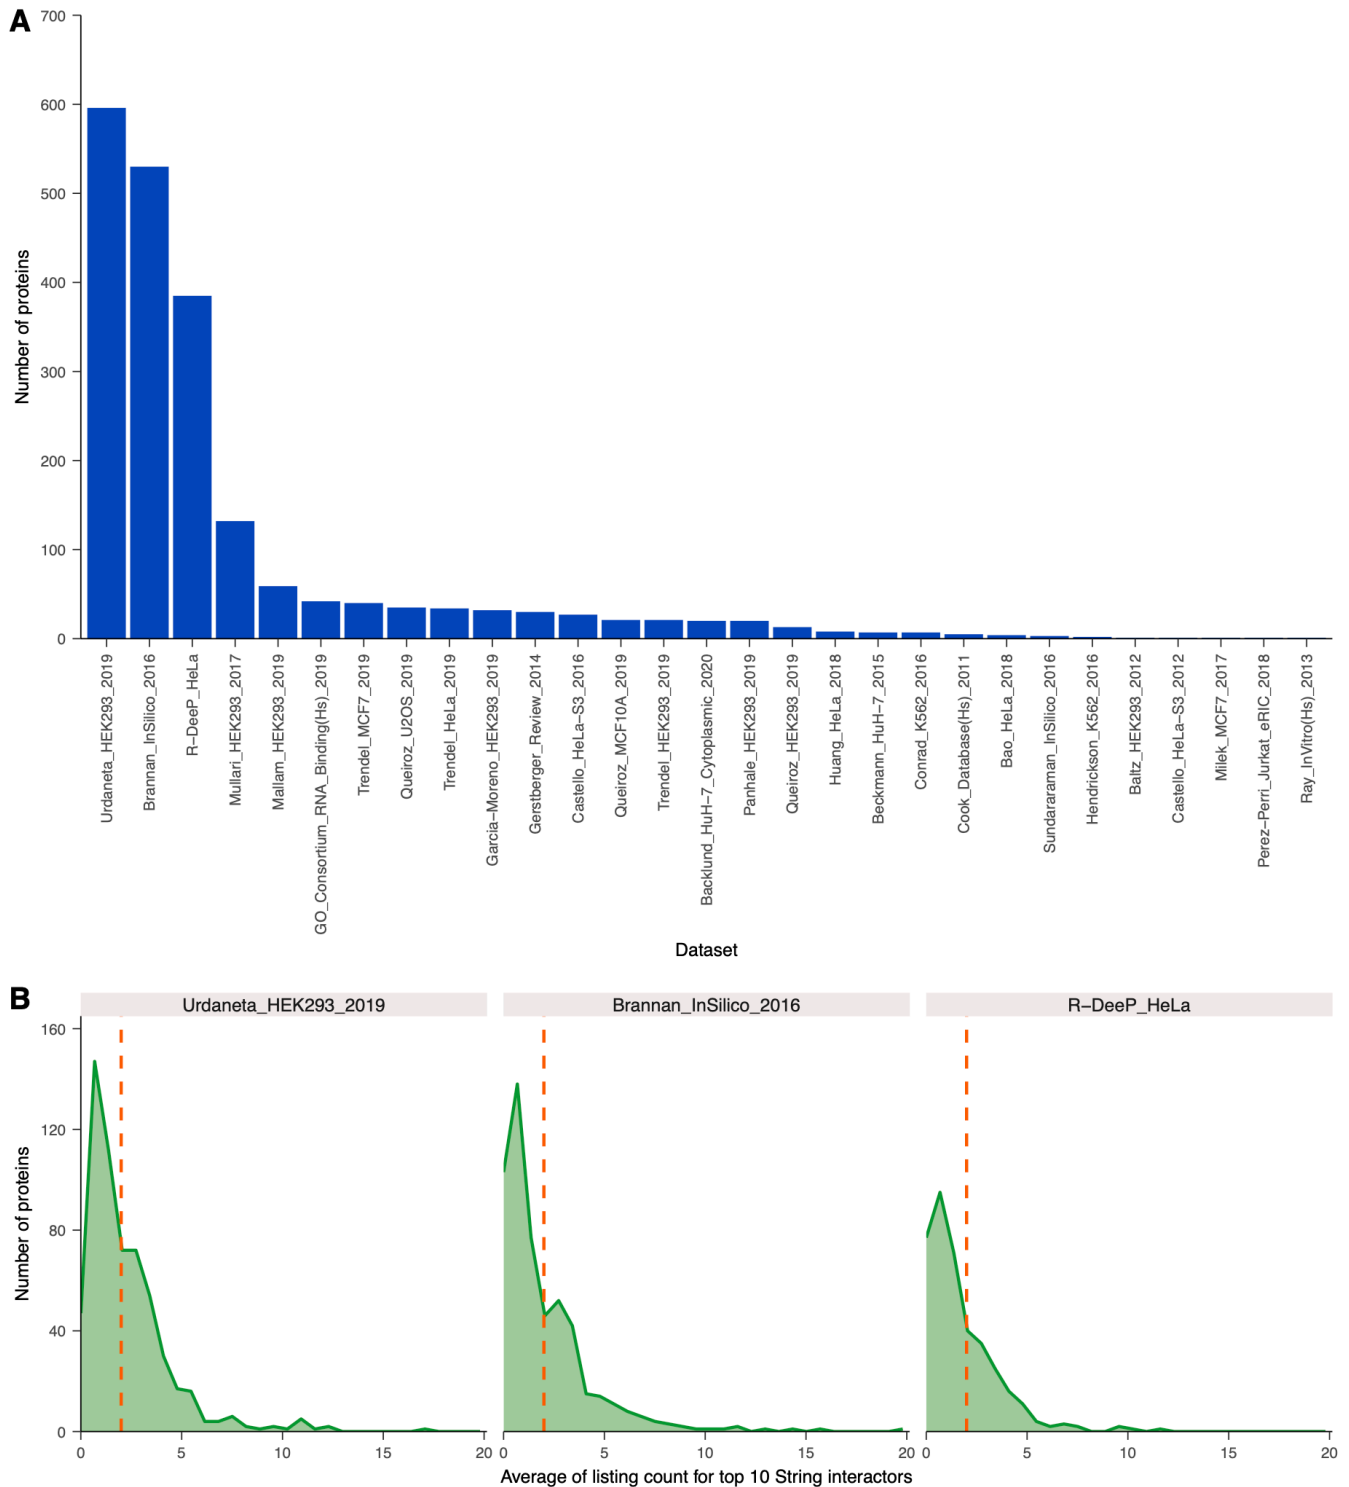 A
700
600
500
400
300
200
100
0
Number of proteins
Urdaneta_HEK293_2019
Brannan_InSilico_2016
R−DeeP_HeLa
Mullari_HEK293_2017
Mallam_HEK293_2019
GO_Consortium_RNA_Binding(Hs)_2019
Trendel_MCF7_2019
Queiroz_U2OS_2019
Trendel_HeLa_2019
Garcia−Moreno_HEK293_2019
Gerstberger_Review_2014
Castello_HeLa−S3_2016
Queiroz_MCF10A_2019
Trendel_HEK293_2019
Backlund_HuH−7_Cytoplasmic_2020
Panhale_HEK293_2019
Queiroz_HEK293_2019
Huang_HeLa_2018
Beckmann_HuH−7_2015
Conrad_K562_2016
Cook_Database(Hs)_2011
Bao_HeLa_2018
Sundararaman_InSilico_2016
Hendrickson_K562_2016
Baltz_HEK293_2012
Castello_HeLa−S3_2012
Milek_MCF7_2017
Perez−Perri_Jurkat_eRIC_2018
Ray_InVitro(Hs)_2013
Dataset
B
Urdaneta_HEK293_2019
Brannan_InSilico_2016
R−DeeP_HeLa
160
120
80
40
0
Number of proteins
0 5 10 15 20
0 5 10 15 20
0 5 10 15 20
Average of listing count for top 10 String interactors